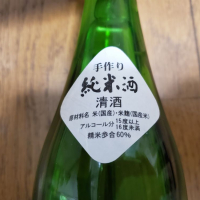 手作り
純米酒
清酒
原材料名 米(国産)・米麹(国産米)
アルコール分 15度以上
16度未満
精米歩合60%